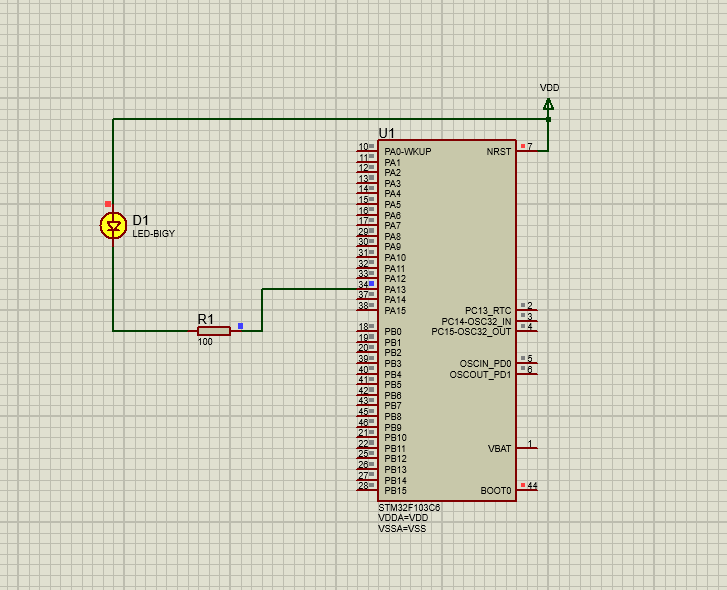 VDD
U1
10 PA0-WKUP
NRST 7
11 PA1
12 PA2
13 PA3
14 PA4
15 PA5
16 PA6
17 PA7
29 PA8
30 PA9
31 PA10
32 PA11
33 PA12
34 PA13
37 PA14
38 PA15
PC13_RTC 2
PC14-OSC32_IN 3
PC15-OSC32_OUT 4
18 PB0
19 PB1
20 PB2
39 PB3
40 PB4
41 PB5
42 PB6
43 PB7
45 PB8
46 PB9
21 PB10
22 PB11
25 PB12
26 PB13
27 PB14
28 PB15
OSCIN_PD0 5
OSCOUT_PD1 6
VBAT 1
BOOT0 44
STM32F103C6
VDDA=VDD
VSSA=VSS
D1
LED-BIGY
R1
100